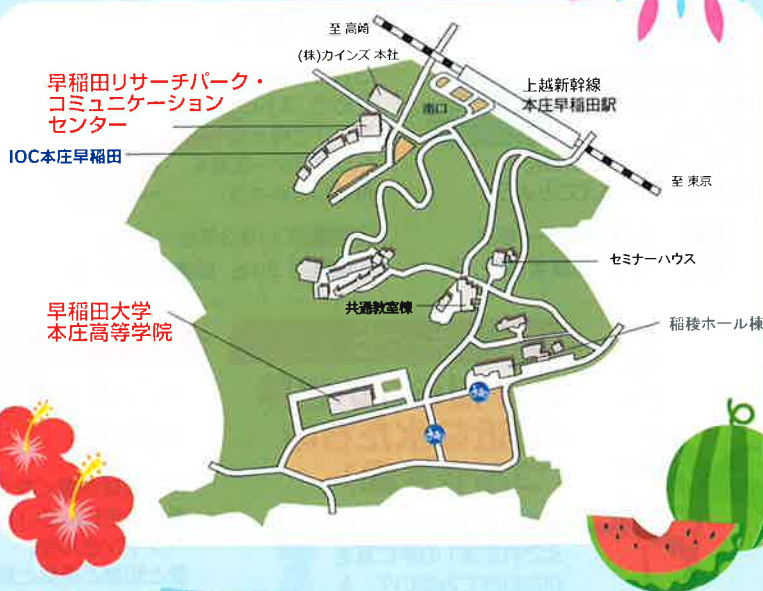 至 高崎
(株)カインズ 本社
早稲田リサーチパーク・
コミュニケーション
センター
上越新幹線
本庄早稲田駅
南口
IOC本庄早稲田
至 東京
セミナーハウス
共通教室棟
早稲田大学
本庄高等学院
稲稜ホール棟